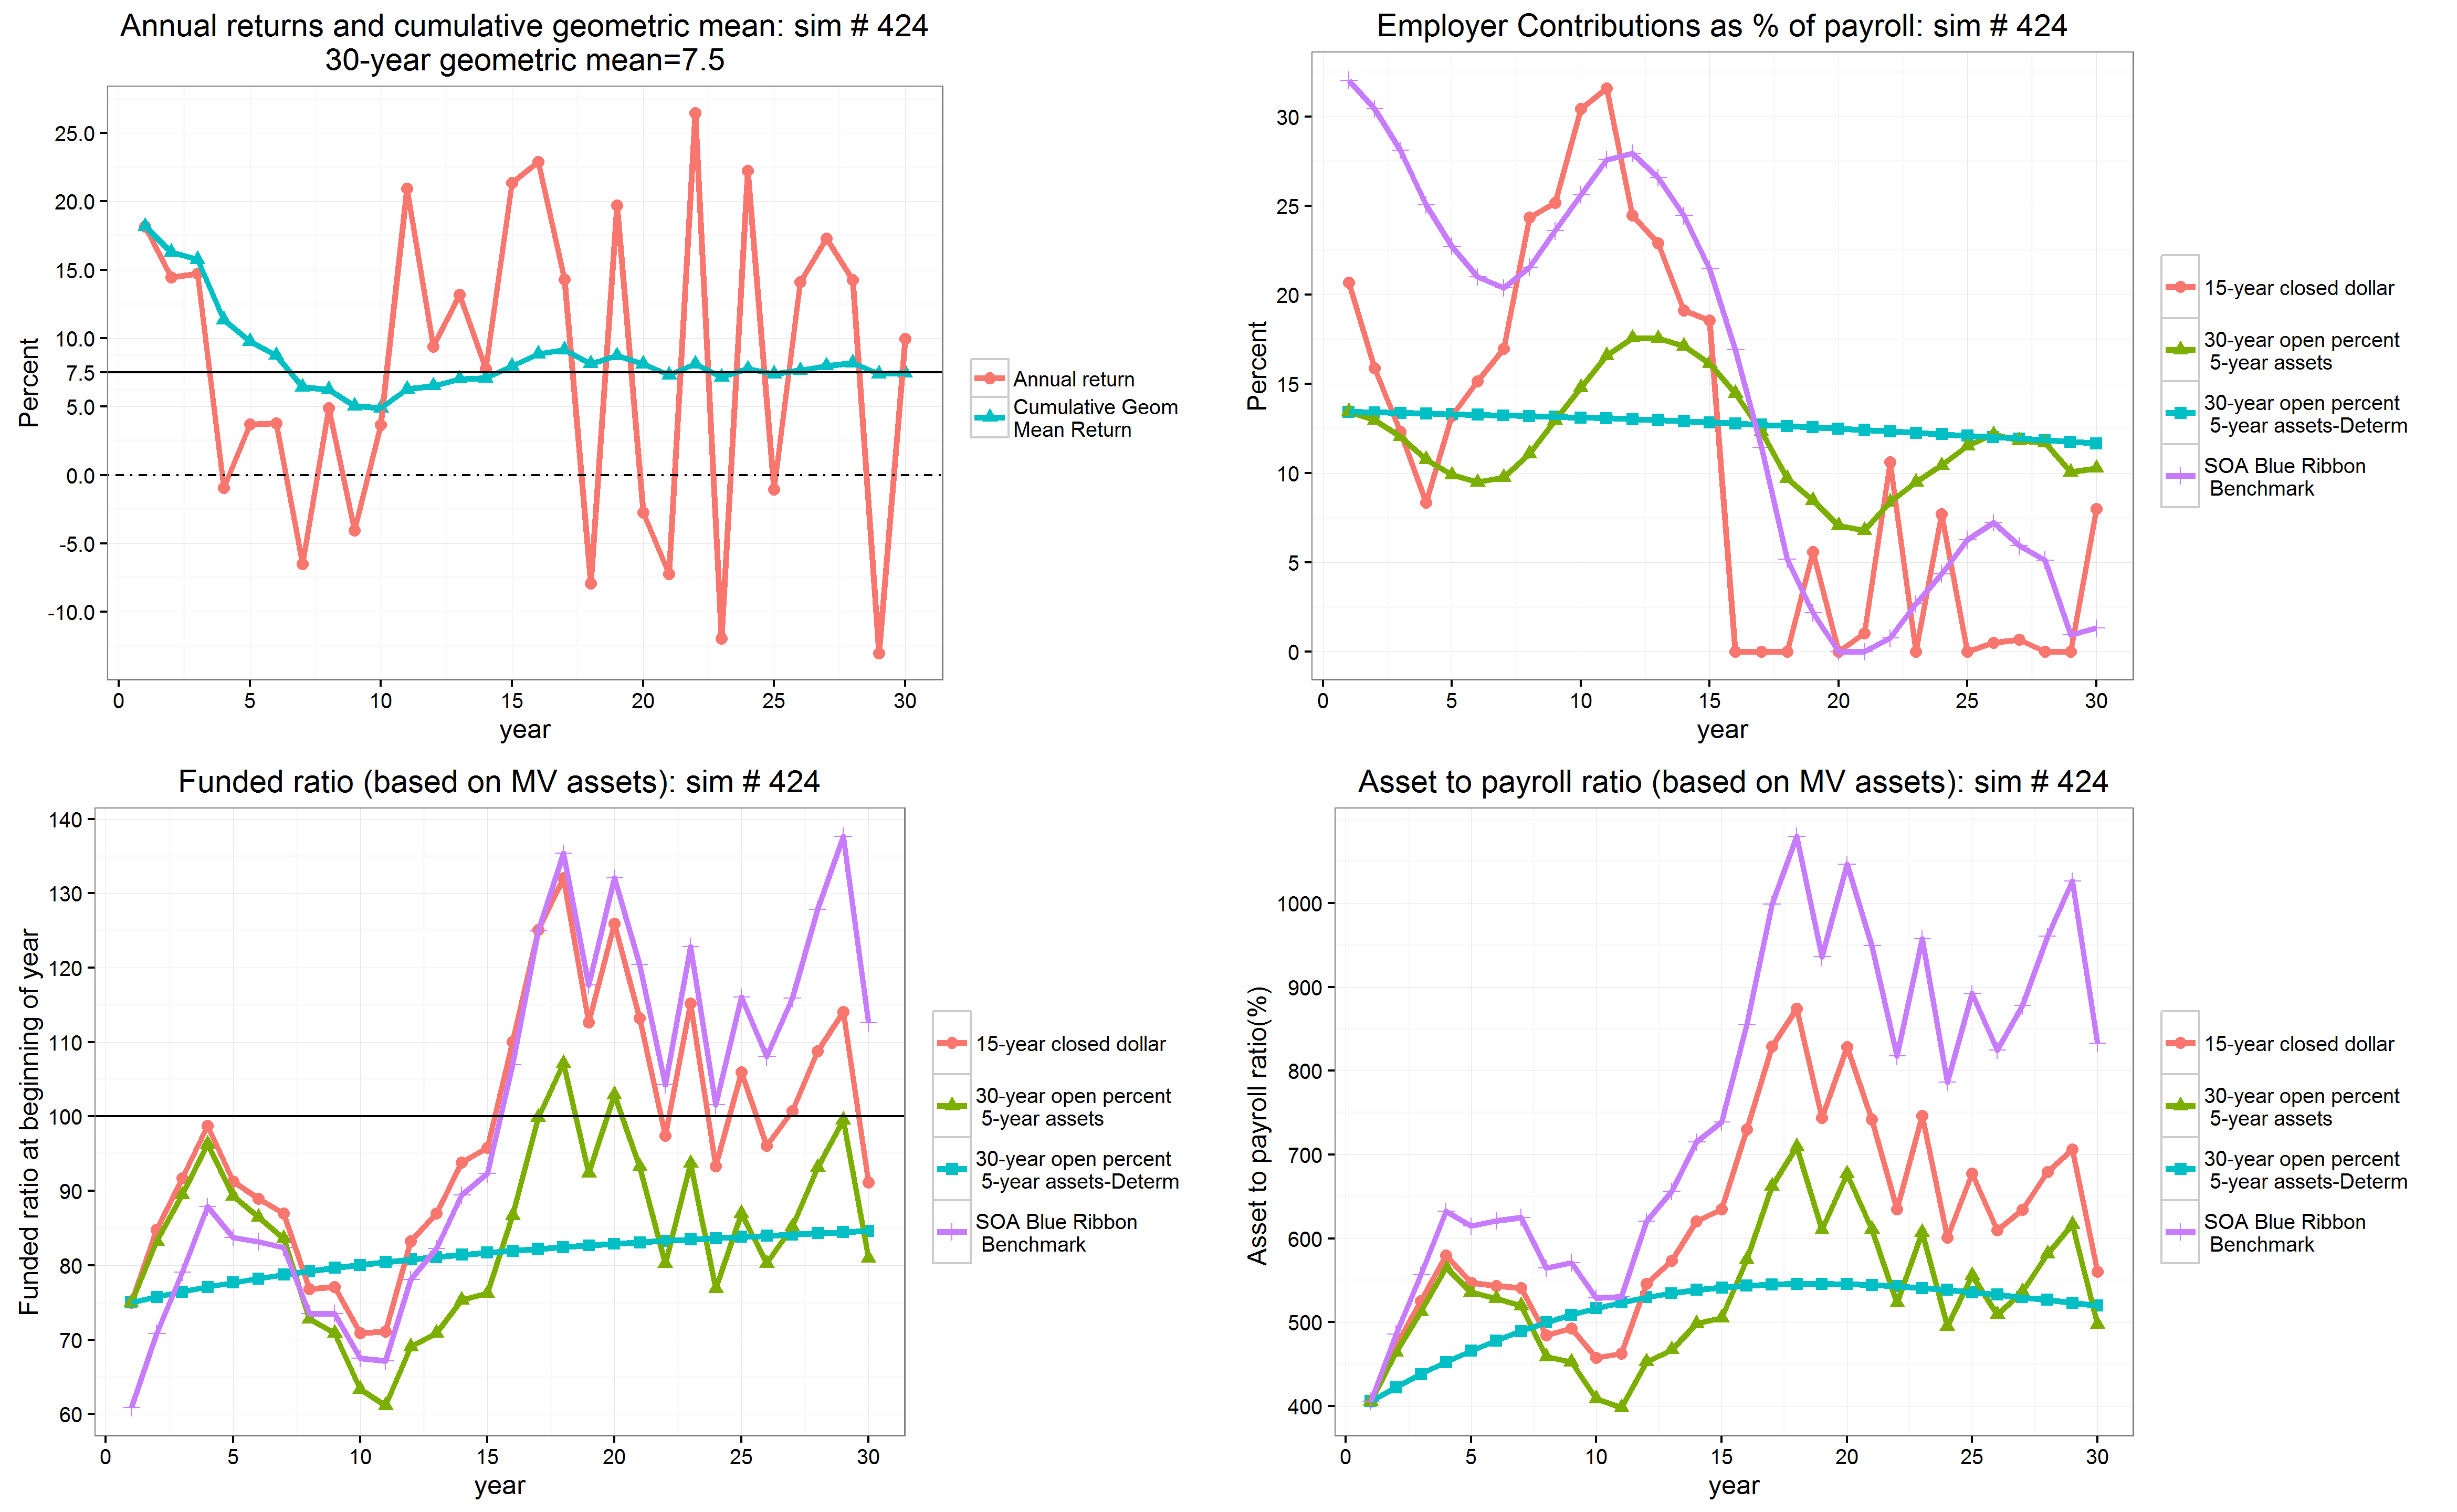 Annual returns and cumulative geometric mean: sim # 424
30-year geometric mean=7.5
Percent
25.0
20.0
15.0
10.0
7.5
5.0
0.0
-5.0
-10.0
0 5 10 15 20 25 30
year
Annual return
Cumulative Geom
Mean Return
Employer Contributions as % of payroll: sim # 424
Percent
30
25
20
15
10
5
0
0 5 10 15 20 25 30
year
15-year closed dollar
30-year open percent
5-year assets
30-year open percent
5-year assets-Determ
SOA Blue Ribbon
Benchmark
Funded ratio (based on MV assets): sim # 424
Funded ratio at beginning of year
140
130
120
110
100
90
80
70
60
0 5 10 15 20 25 30
year
15-year closed dollar
30-year open percent
5-year assets
30-year open percent
5-year assets-Determ
SOA Blue Ribbon
Benchmark
Asset to payroll ratio (based on MV assets): sim # 424
Asset to payroll ratio(%)
1000
900
800
700
600
500
400
0 5 10 15 20 25 30
year
15-year closed dollar
30-year open percent
5-year assets
30-year open percent
5-year assets-Determ
SOA Blue Ribbon
Benchmark